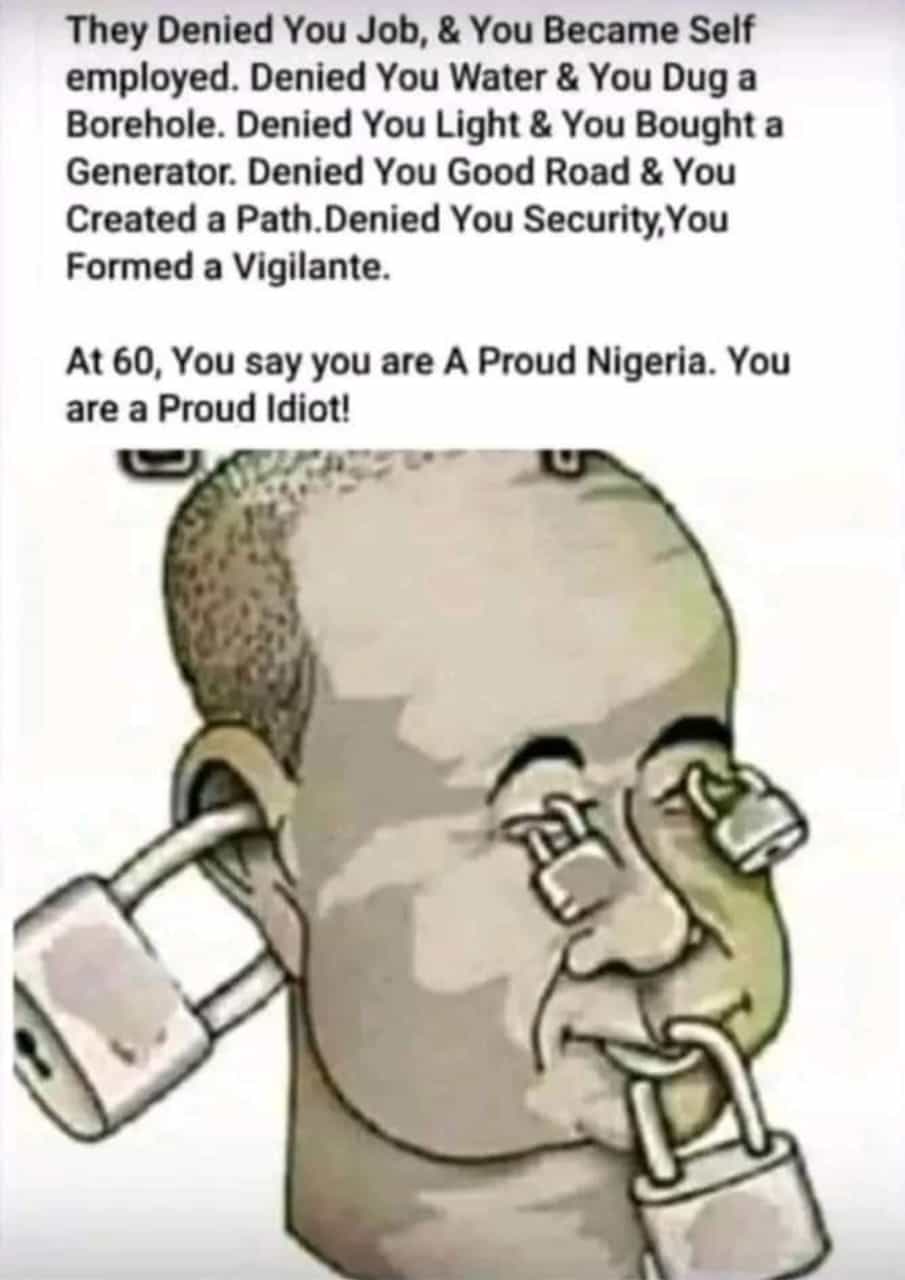 They Denied You Job, & You Became Self
employed. Denied You Water & You Dug a
Borehole. Denied You Light & You Bought a
Generator. Denied You Good Road & You
Created a Path.Denied You Security,You
Formed a Vigilante.
At 60, You say you are A Proud Nigeria. You
are a Proud Idiot!